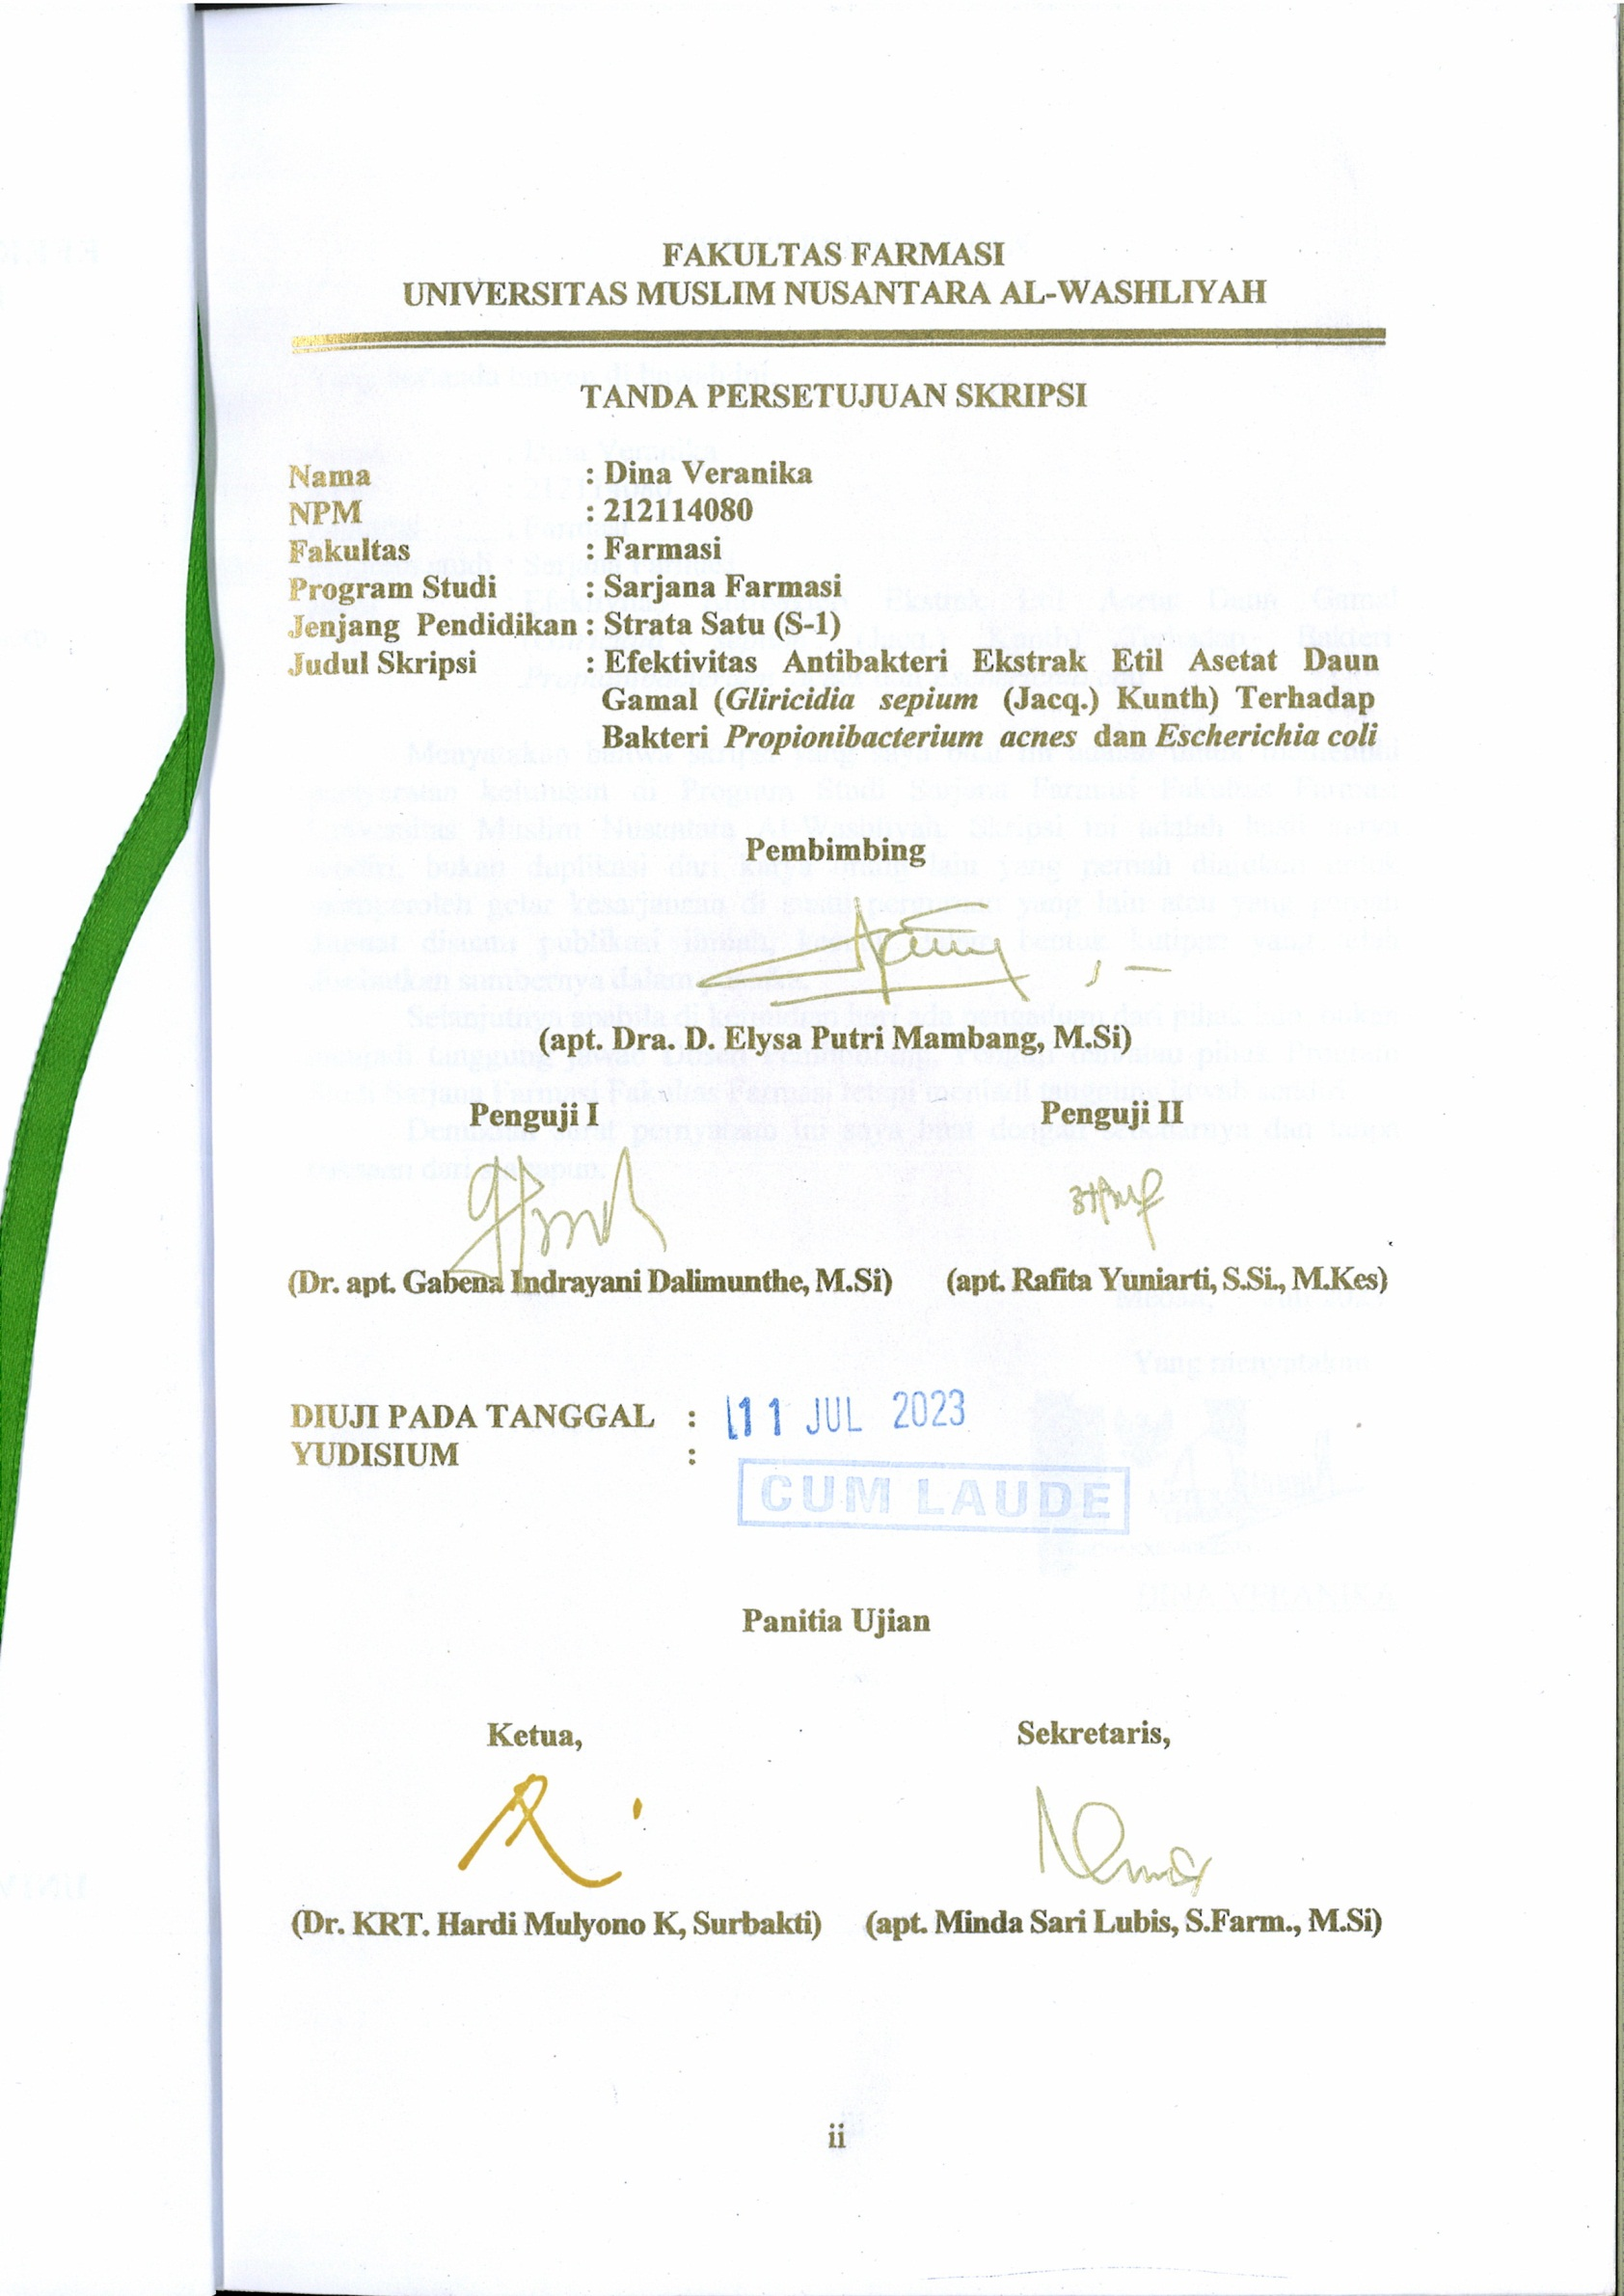 FAKULTAS FARMASI
UNIVERSITAS MUSLIM NUSANTARA AL-WASHLIYAH
TANDA PERSETUJUAN SKRIPSI
Nama : Dina Veranika
NPM : 212114080
Fakultas : Farmasi
Program Studi : Sarjana Farmasi
Jenjang Pendidikan : Strata Satu (S-1)
Judul Skripsi : Efektivitas Antibakteri Ekstrak Etil Asetat Daun
Gamal (Gliricidia sepium (Jacq.) Kunth) Terhadap
Bakteri Propionibacterium acnes dan Escherichia coli
Pembimbing
(apt. Dra. D. Elysa Putri Mambang, M.Si)
Penguji I Penguji II
(Dr. apt. Gabena Indrayani Dalimunthe, M.Si) (apt. Rafita Yuniarti, S.Si., M.Kes)
DIUJI PADA TANGGAL : 11 JUL 2023
YUDISIUM :
CUM LAUDE
Panitia Ujian
Ketua, Sekretaris,
(Dr. KRT. Hardi Mulyono K, Surbakti) (apt. Minda Sari Lubis, S.Farm., M.Si)
ii